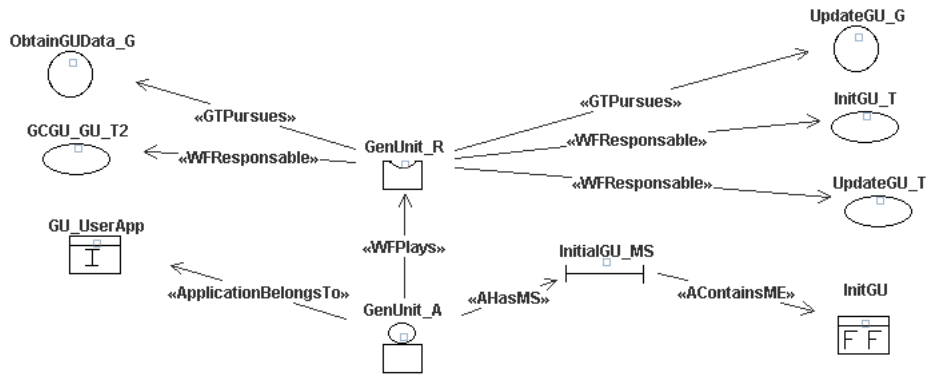 UpdateGU_G
ObtainGUData_G
«GTPursues»
InitGU_T
«GTPursues»
GCGU_GU_T2
GenUnit_R
«WFResponsable»
«WFResponsable»
UpdateGU_T
«WFResponsable»
GU_UserApp
I
«WFPlays»
InitialGU_MS
«ApplicationBelongsTo»
«AHasMS»
«AContainsME»
InitGU
GenUnit_A
F F